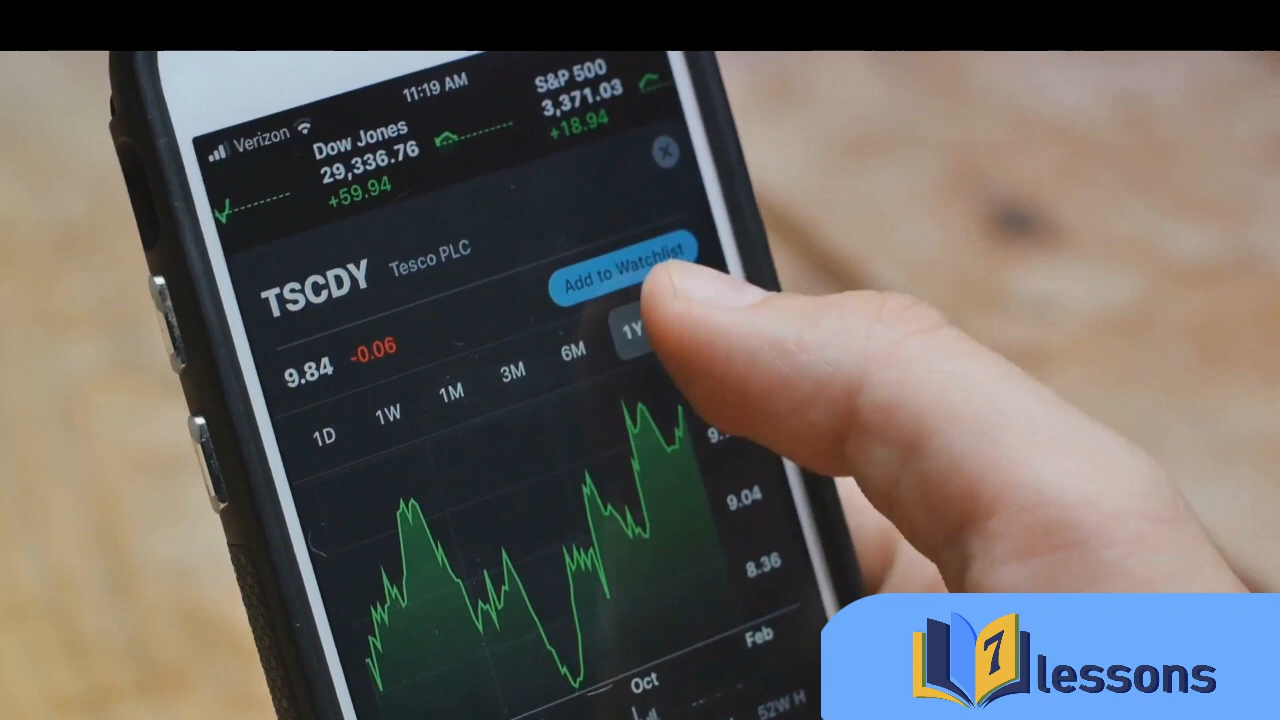 11:19 AM
Verizon
Dow Jones
29,336.76
+59.94
S&P 500
3,371.03
+18.94
TSCDY Tesco PLC
Add to Watchlist
9.84 -0.06
1D 1W 1M 3M 6M 1Y
9.04
8.36
Oct Feb
52W H
7 lessons